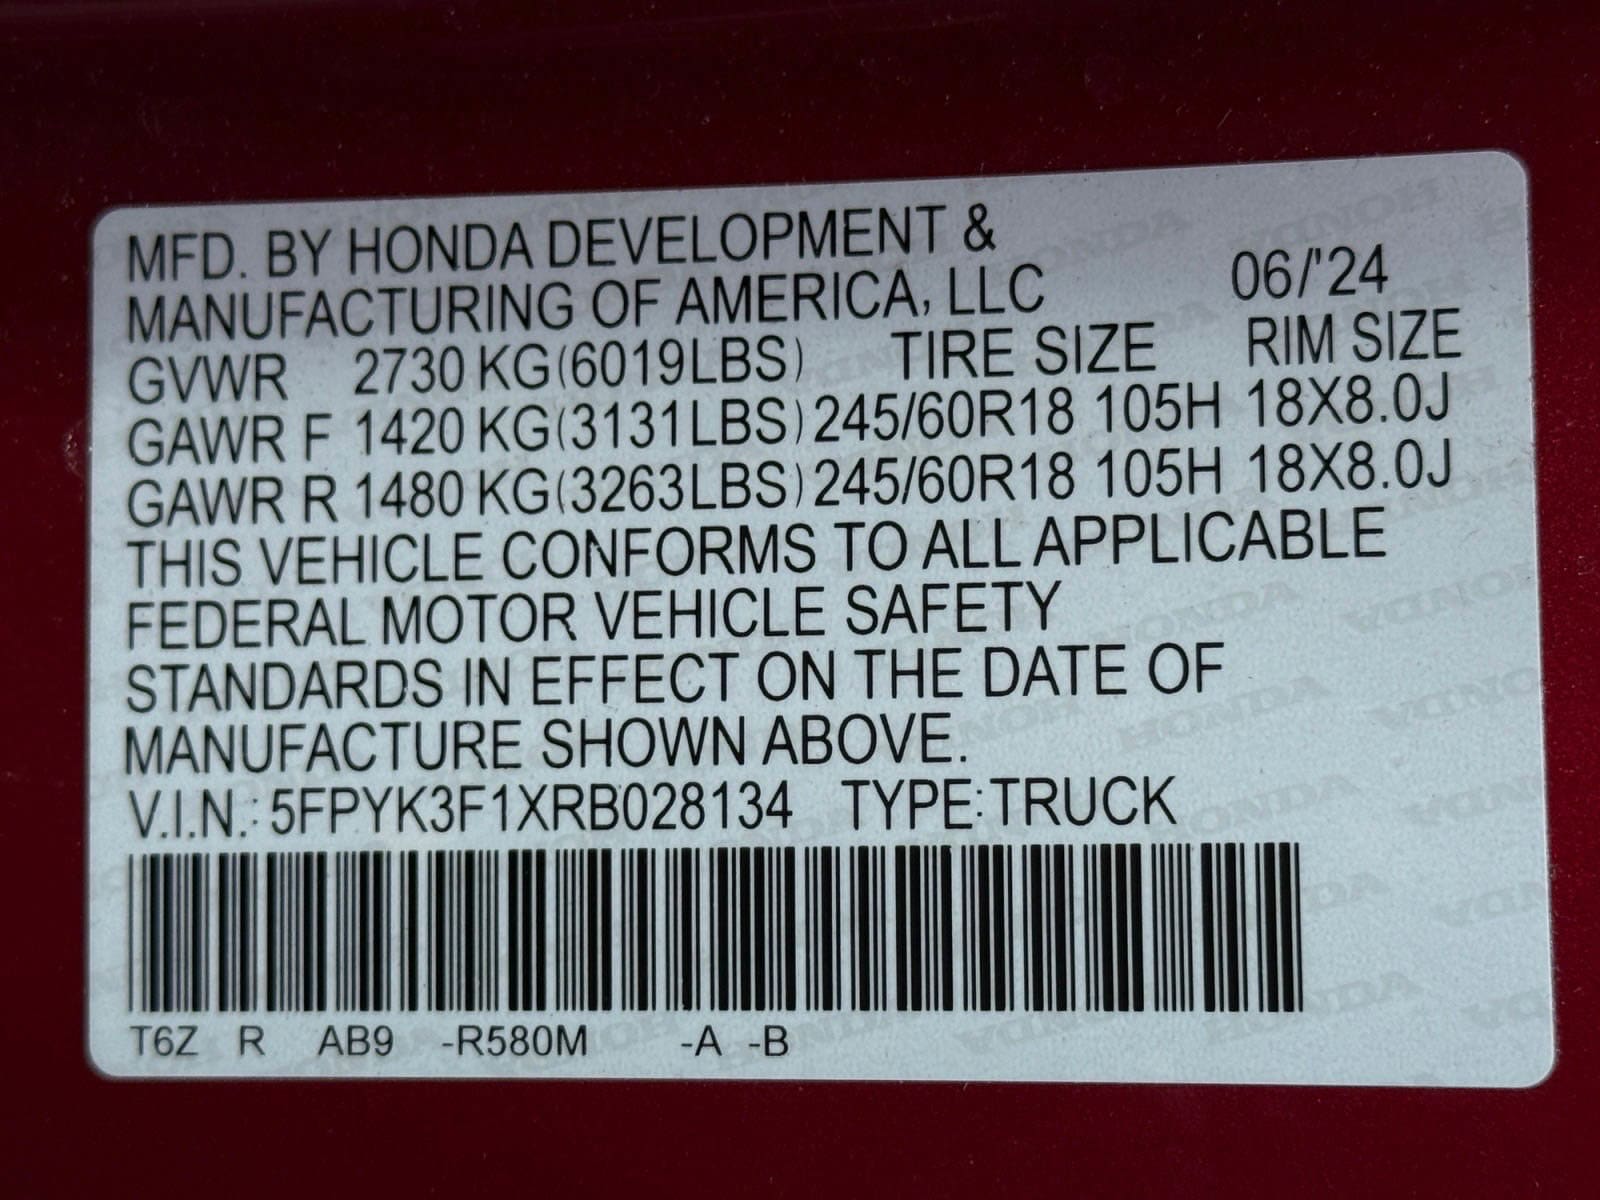 MFD. BY HONDA DEVELOPMENT &
MANUFACTURING OF AMERICA, LLC 06/'24
GVWR 2730 KG(6019LBS) TIRE SIZE RIM SIZE
GAWR F 1420 KG(3131LBS) 245/60R18 105H 18X8.0J
GAWR R 1480 KG(3263LBS) 245/60R18 105H 18X8.0J
THIS VEHICLE CONFORMS TO ALL APPLICABLE
FEDERAL MOTOR VEHICLE SAFETY
STANDARDS IN EFFECT ON THE DATE OF
MANUFACTURE SHOWN ABOVE.
V.I.N.: 5FPYK3F1XRB028134 TYPE:TRUCK
T6Z R AB9 -R580M -A -B